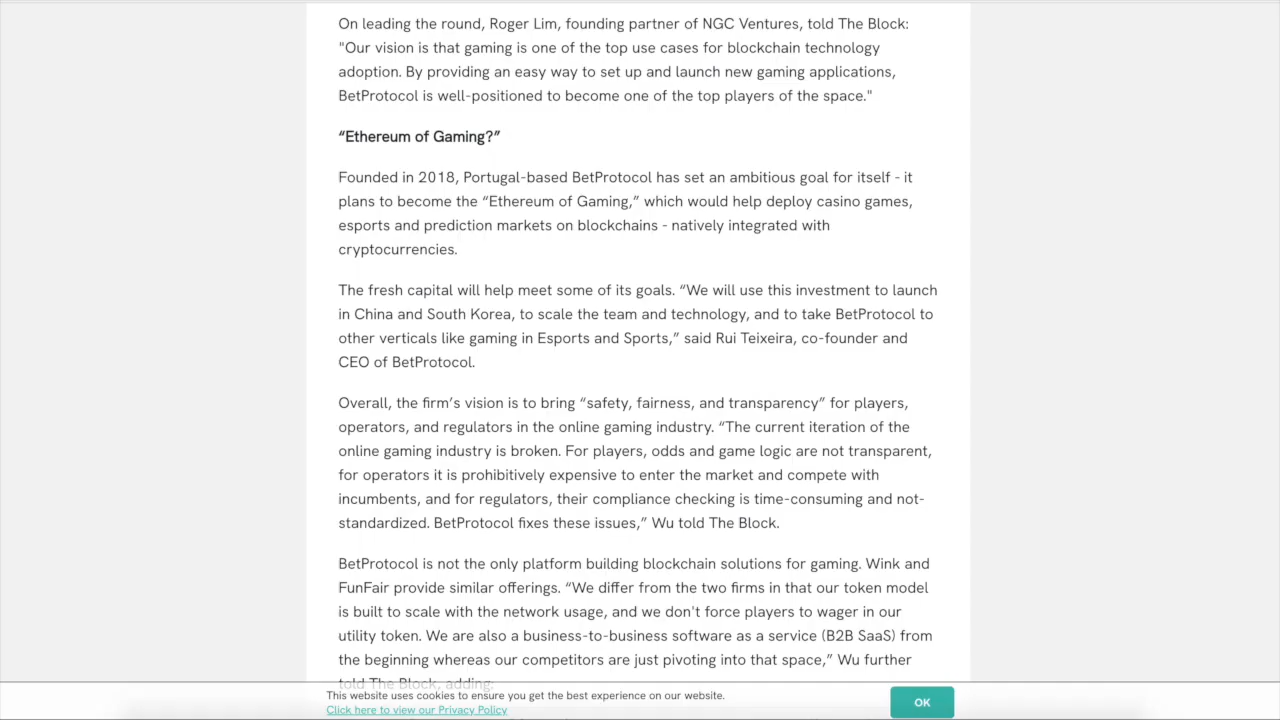 On leading the round, Roger Lim, founding partner of NGC Ventures, told The Block:
"Our vision is that gaming is one of the top use cases for blockchain technology
adoption. By providing an easy way to set up and launch new gaming applications,
BetProtocol is well-positioned to become one of the top players of the space."
“Ethereum of Gaming?”
Founded in 2018, Portugal-based BetProtocol has set an ambitious goal for itself - it
plans to become the “Ethereum of Gaming,” which would help deploy casino games,
esports and prediction markets on blockchains - natively integrated with
cryptocurrencies.
The fresh capital will help meet some of its goals. “We will use this investment to launch
in China and South Korea, to scale the team and technology, and to take BetProtocol to
other verticals like gaming in Esports and Sports,” said Rui Teixeira, co-founder and
CEO of BetProtocol.
Overall, the firm’s vision is to bring “safety, fairness, and transparency” for players,
operators, and regulators in the online gaming industry. “The current iteration of the
online gaming industry is broken. For players, odds and game logic are not transparent,
for operators it is prohibitively expensive to enter the market and compete with
incumbents, and for regulators, their compliance checking is time-consuming and not-
standardized. BetProtocol fixes these issues,” Wu told The Block.
BetProtocol is not the only platform building blockchain solutions for gaming. Wink and
FunFair provide similar offerings. “We differ from the two firms in that our token model
is built to scale with the network usage, and we don't force players to wager in our
utility token. We are also a business-to-business software as a service (B2B SaaS) from
the beginning whereas our competitors are just pivoting into that space,” Wu further
told The Block, adding:
This website uses cookies to ensure you get the best experience on our website.
Click here to view our Privacy Policy
OK